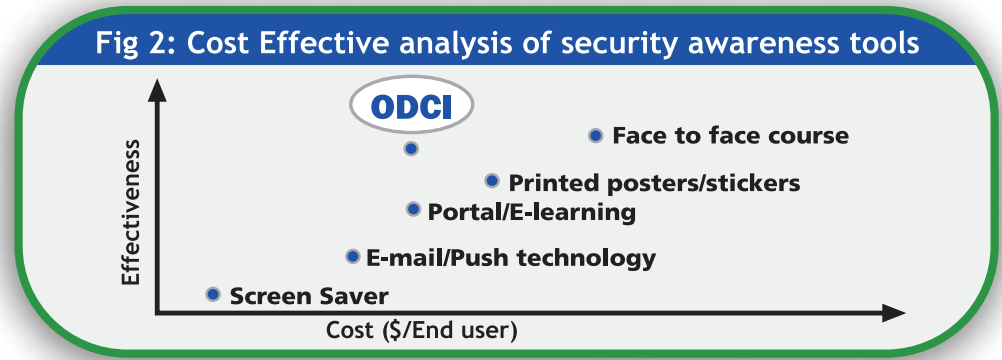 Fig 2: Cost Effective analysis of security awareness tools
ODCI
Face to face course
Printed posters/stickers
Portal/E-learning
E-mail/Push technology
Screen Saver
Effectiveness
Cost ($/End user)